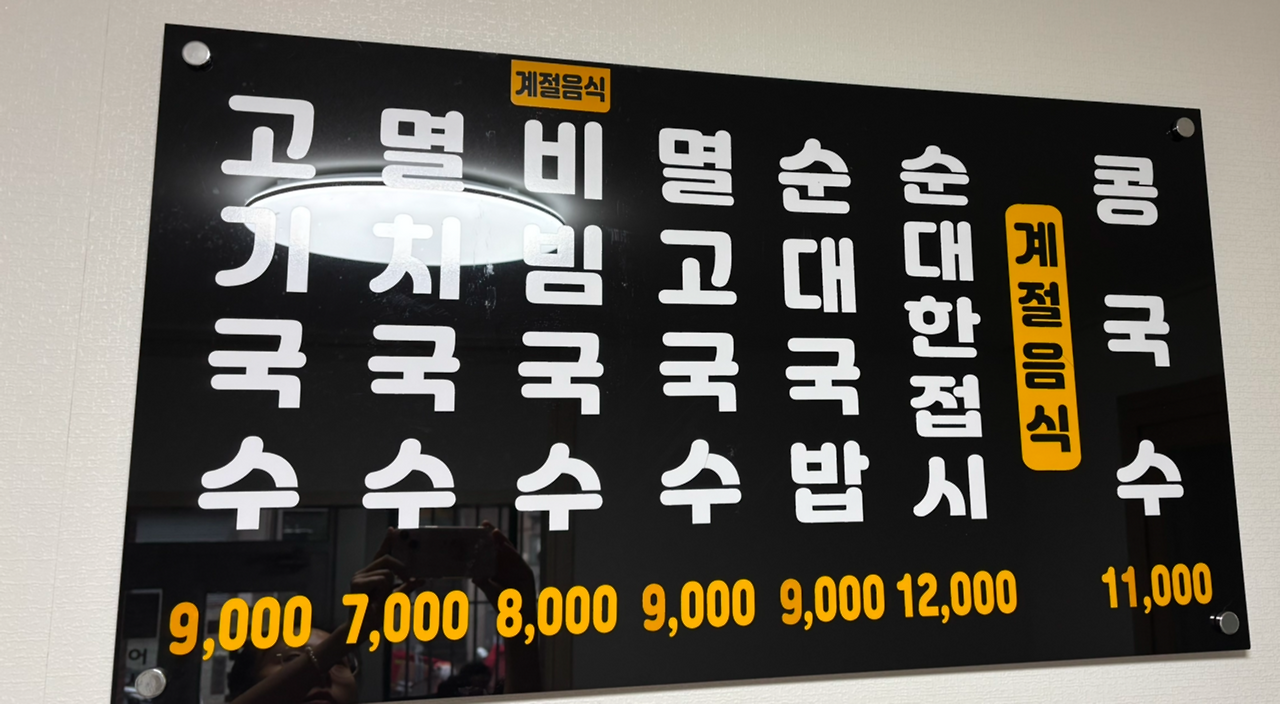 고기국수
9,000
멸치국수
7,000
계절음식
비빔국수
8,000
멸고국수
9,000
순대국밥
9,000
순대한접시
12,000
계절음식
콩국수
11,000
어